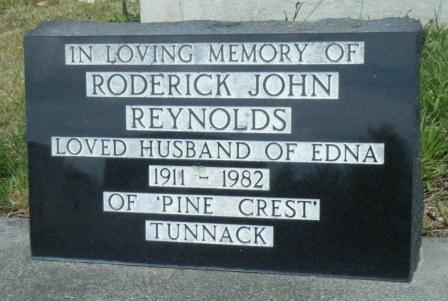 IN LOVING MEMORY OF
RODERICK JOHN
REYNOLDS
LOVED HUSBAND OF EDNA
1911 - 1982
OF 'PINE CREST'
TUNNACK